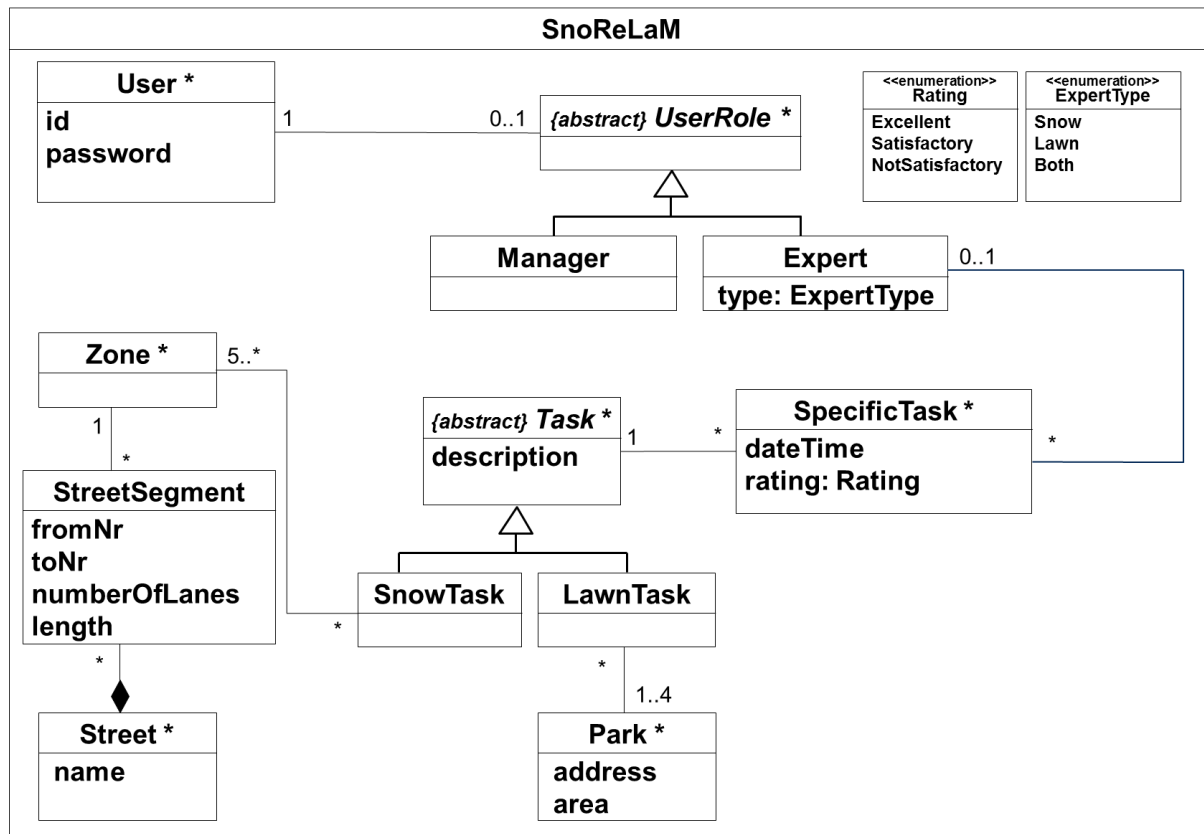 SnoReLaM
User *
id
password
1
0..1
{abstract} UserRole *
<<enumeration>>
Rating
Excellent
Satisfactory
NotSatisfactory
<<enumeration>>
ExpertType
Snow
Lawn
Both
Manager
Expert
type: ExpertType
0..1
Zone *
5..*
1
*
{abstract} Task *
description
1
*
SpecificTask *
dateTime
rating: Rating
*
StreetSegment
fromNr
toNr
numberOfLanes
length
*
SnowTask
*
LawnTask
*
1..4
Street *
name
Park *
address
area